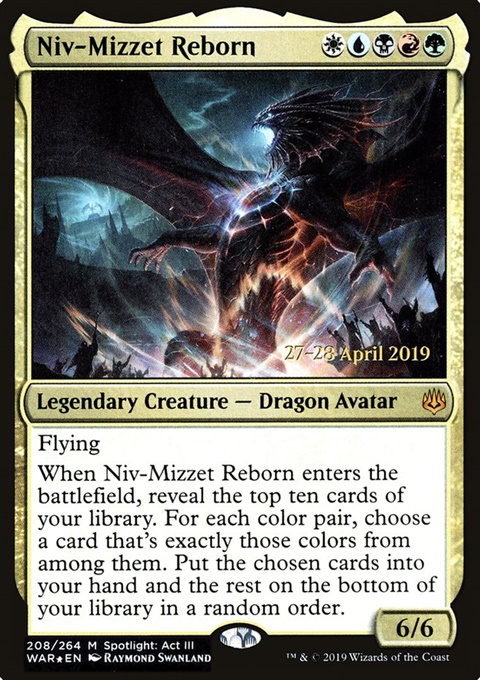 Niv-Mizzet Reborn
27-28 April 2019
Legendary Creature — Dragon Avatar
Flying
When Niv-Mizzet Reborn enters the
battlefield, reveal the top ten cards of
your library. For each color pair, choose
a card that's exactly those colors from
among them. Put the chosen cards into
your hand and the rest on the bottom of
your library in a random order.
6/6
208/264 M Spotlight: Act III
WAR★EN Raymond Swanland
™ & © 2019 Wizards of the Coast